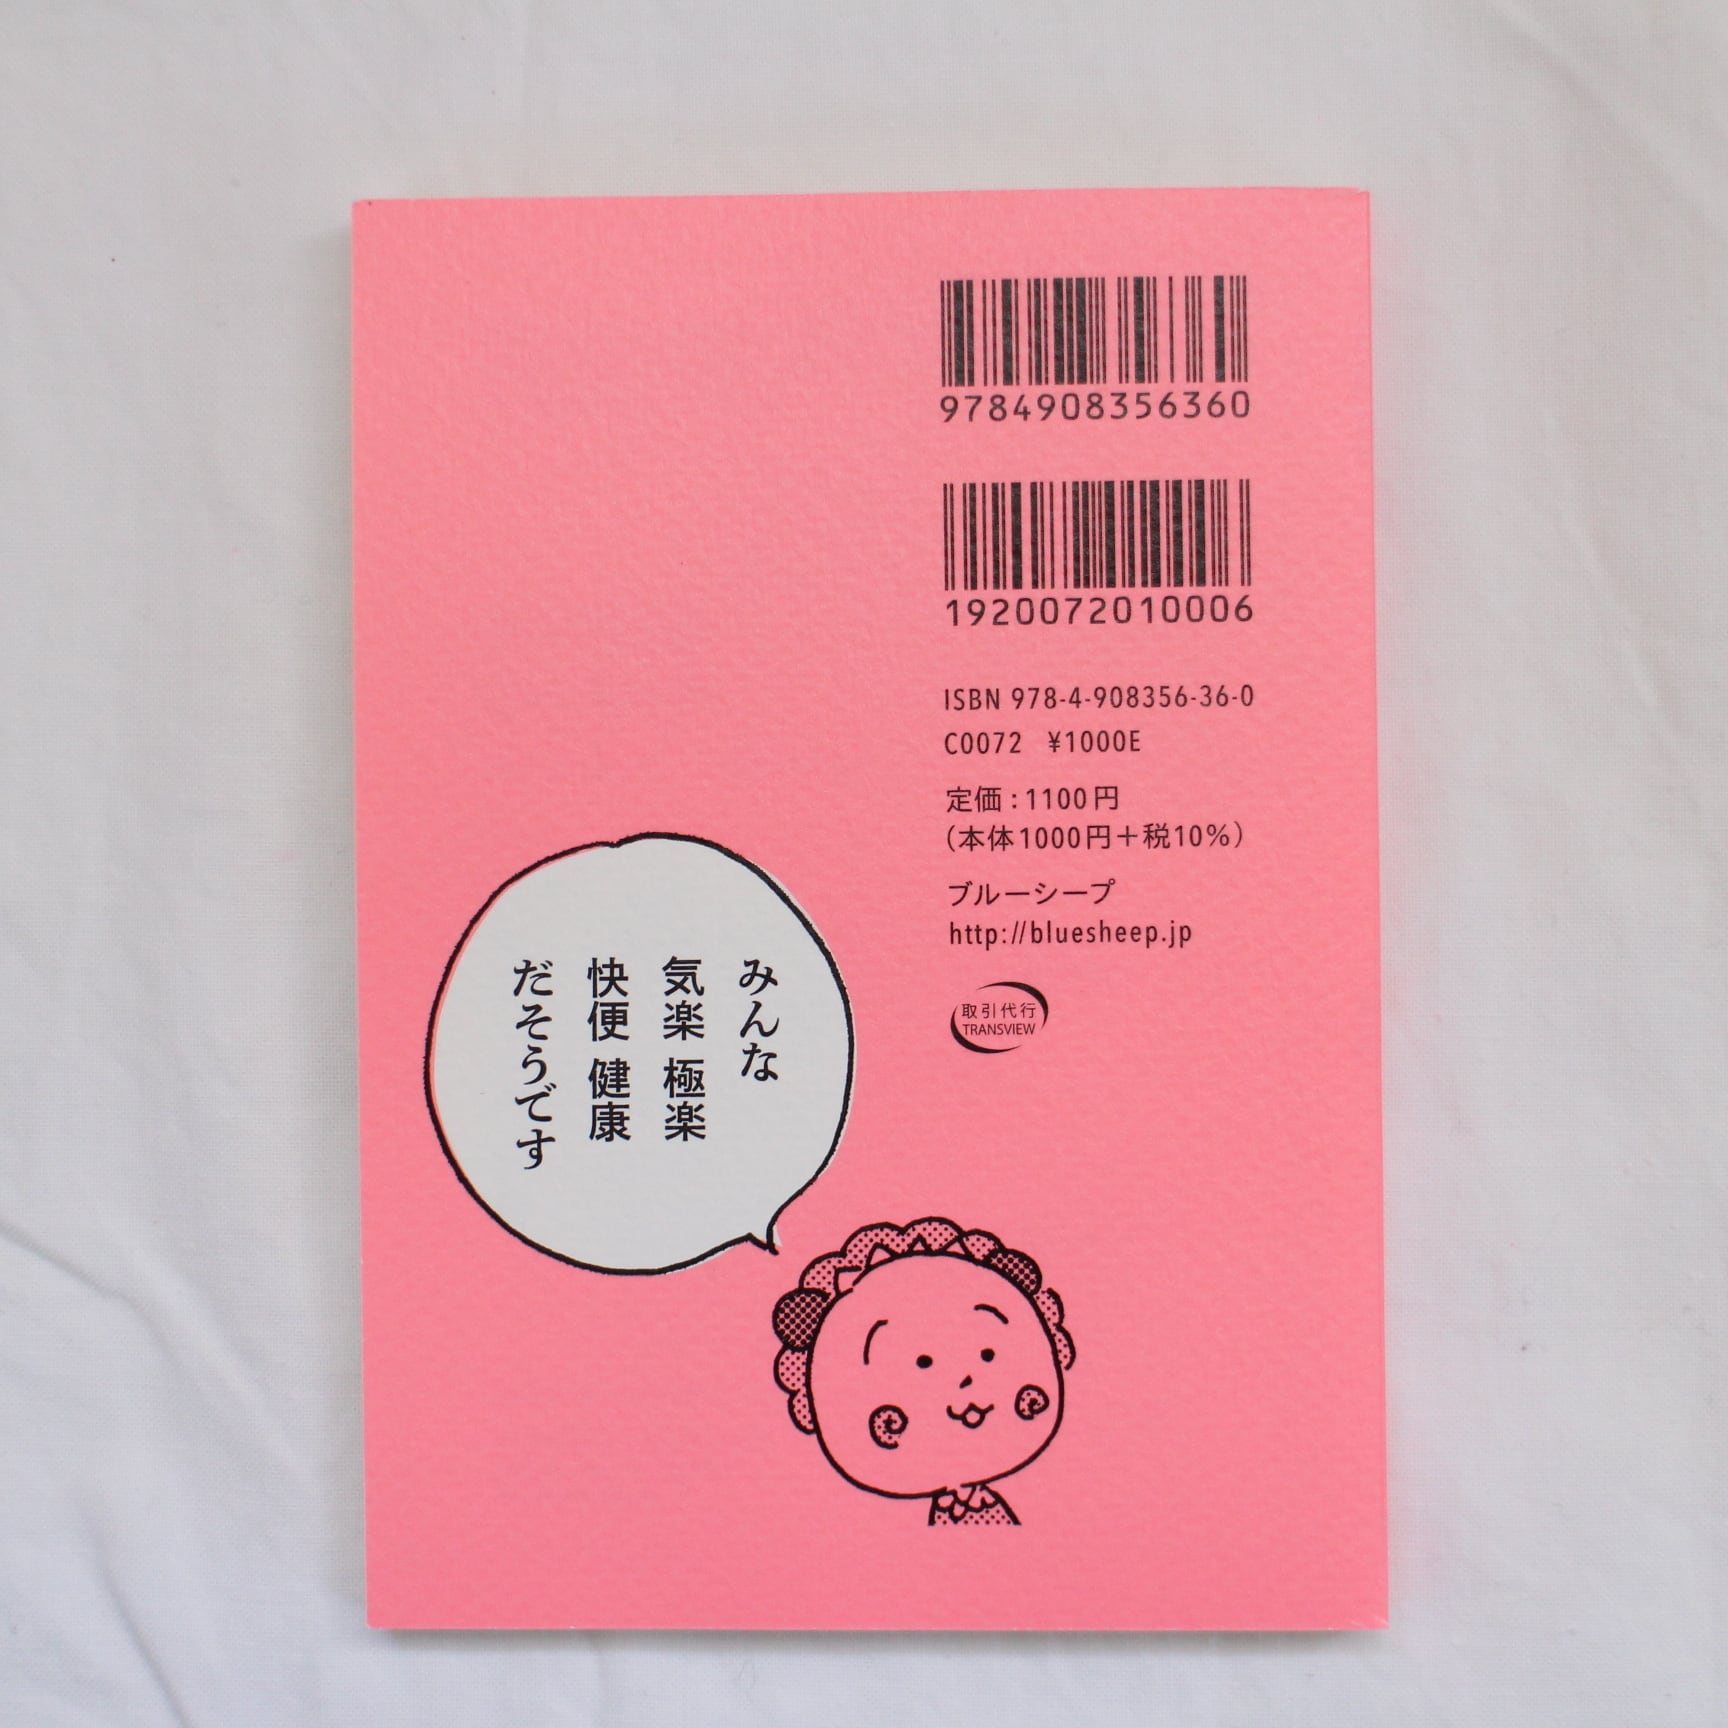 9784908356360
1920072010006
ISBN 978-4-908356-36-0
C0072 ¥1000E
定価：1100円
（本体1000円＋税10%）
ブルーシープ
http://bluesheep.jp
取引代行
TRANSVIEW
みんな
気楽 極楽
快便 健康
だそうです